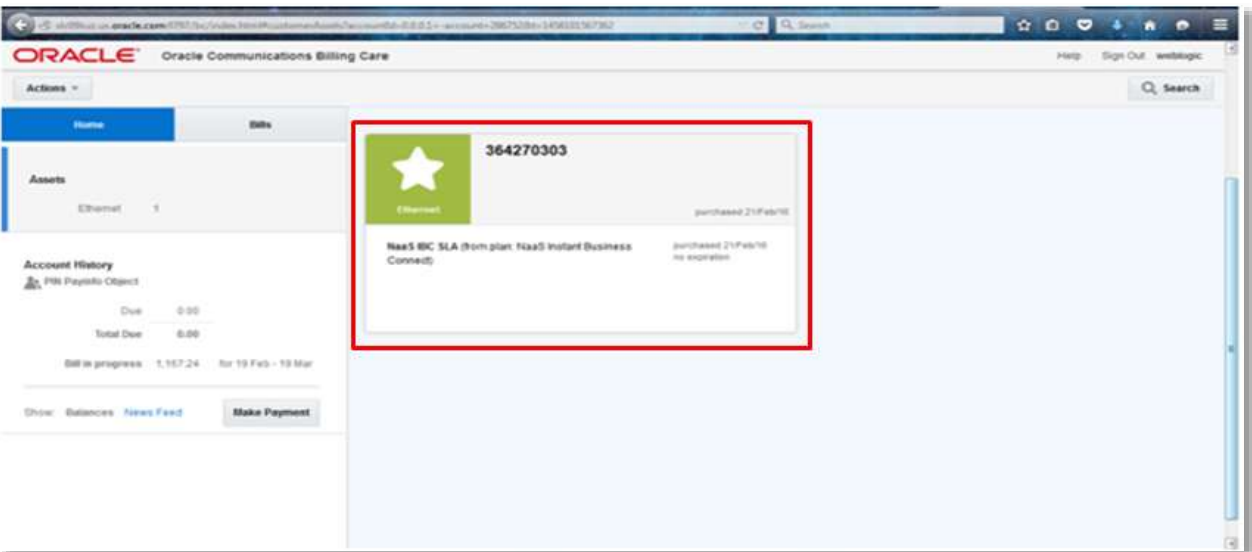 Search
ORACLE Oracle Communications Billing Care
Help Sign Out weblogic
Actions
Search
Home Bills
364270303
Assets
Ethernet
Ethernet 1
purchased 21/Feb/16
NaaS IBC SLA (from plan: NaaS Instant Business
purchased 21/Feb/16
Connect)
no expiration
Account History
PIN Payinfo Object
Due 0.00
Total Due 0.00
Bill in progress 1,167.24 for 19 Feb - 19 Mar
Show: Balances News Feed Make Payment